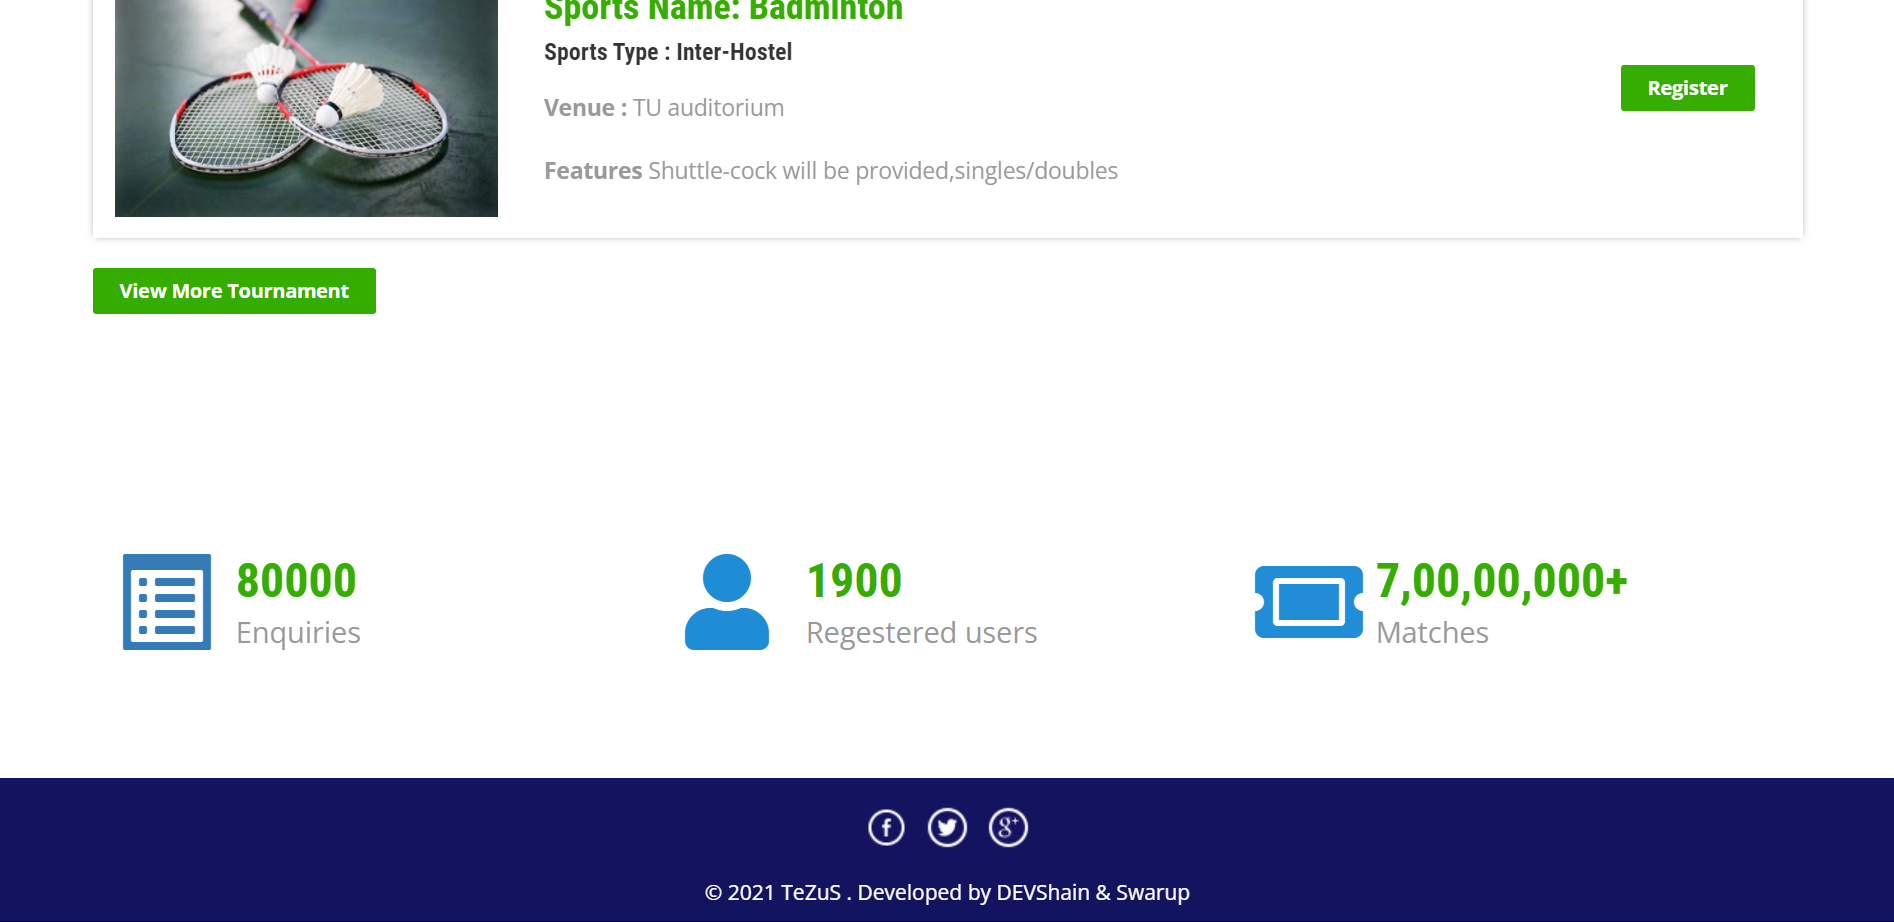 Sports Name: Badminton
Sports Type : Inter-Hostel
Register
Venue : TU auditorium
Features Shuttle-cock will be provided,singles/doubles
View More Tournament
80000
Enquiries
1900
Regestered users
7,00,00,000+
Matches
© 2021 TeZuS . Developed by DEVShain & Swarup